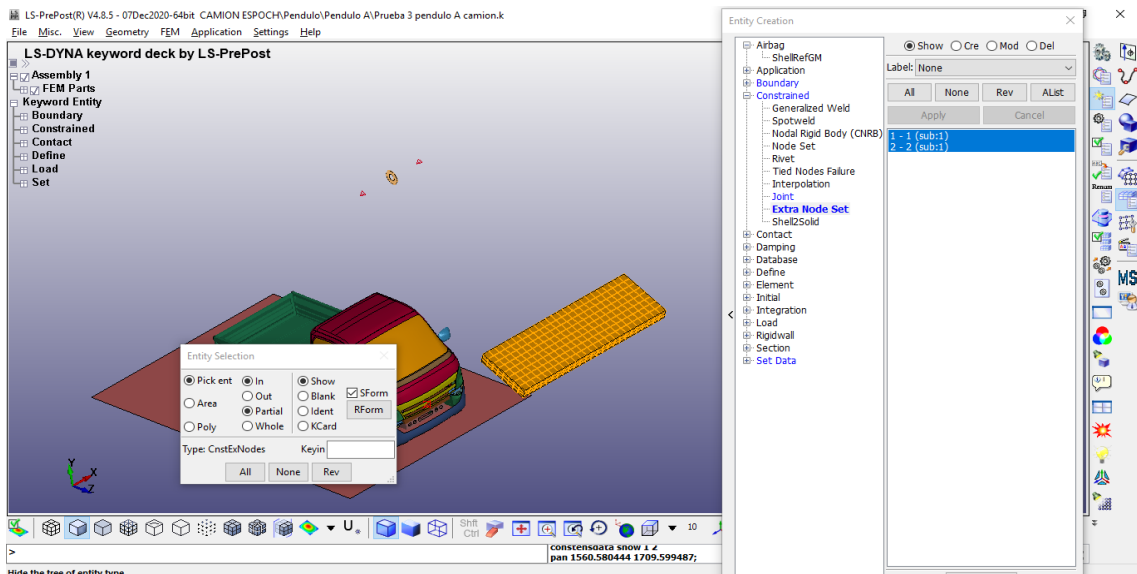 LS-PrePost(R) V4.8.5 - 07Dec2020-64bit CAMION ESPOCH\Pendulo\Pendulo A\Prueba 3 pendulo A camion.k
File Misc. View Geometry FEM Application Settings Help
LS-DYNA keyword deck by LS-PrePost
Assembly 1
FEM Parts
Keyword Entity
Boundary
Constrained
Contact
Define
Load
Set
Y
X
Z
Entity Selection
Pick ent In Show SForm
Area Out Blank RForm
Partial Ident
Poly Whole KCard
Type: CnstExNodes Keyin
All None Rev
Entity Creation
Airbag
ShellRefGM
Application
Boundary
Constrained
Generalized Weld
Spotweld
Nodal Rigid Body (CNRB)
Node Set
Rivet
Tied Nodes Failure
Interpolation
Joint
Extra Node Set
Shell2Solid
Contact
Damping
Database
Define
Element
Initial
Integration
Load
Rigidwall
Section
Set Data
Show Cre Mod Del
Label: None
All None Rev AList
Apply Cancel
1 - 1 (sub:1)
2 - 2 (sub:1)
Renum
MS
Shft
Ctrl
10
>
constensdata show 1 2
pan 1560.580444 1709.599487;
Hide the tree of entity type